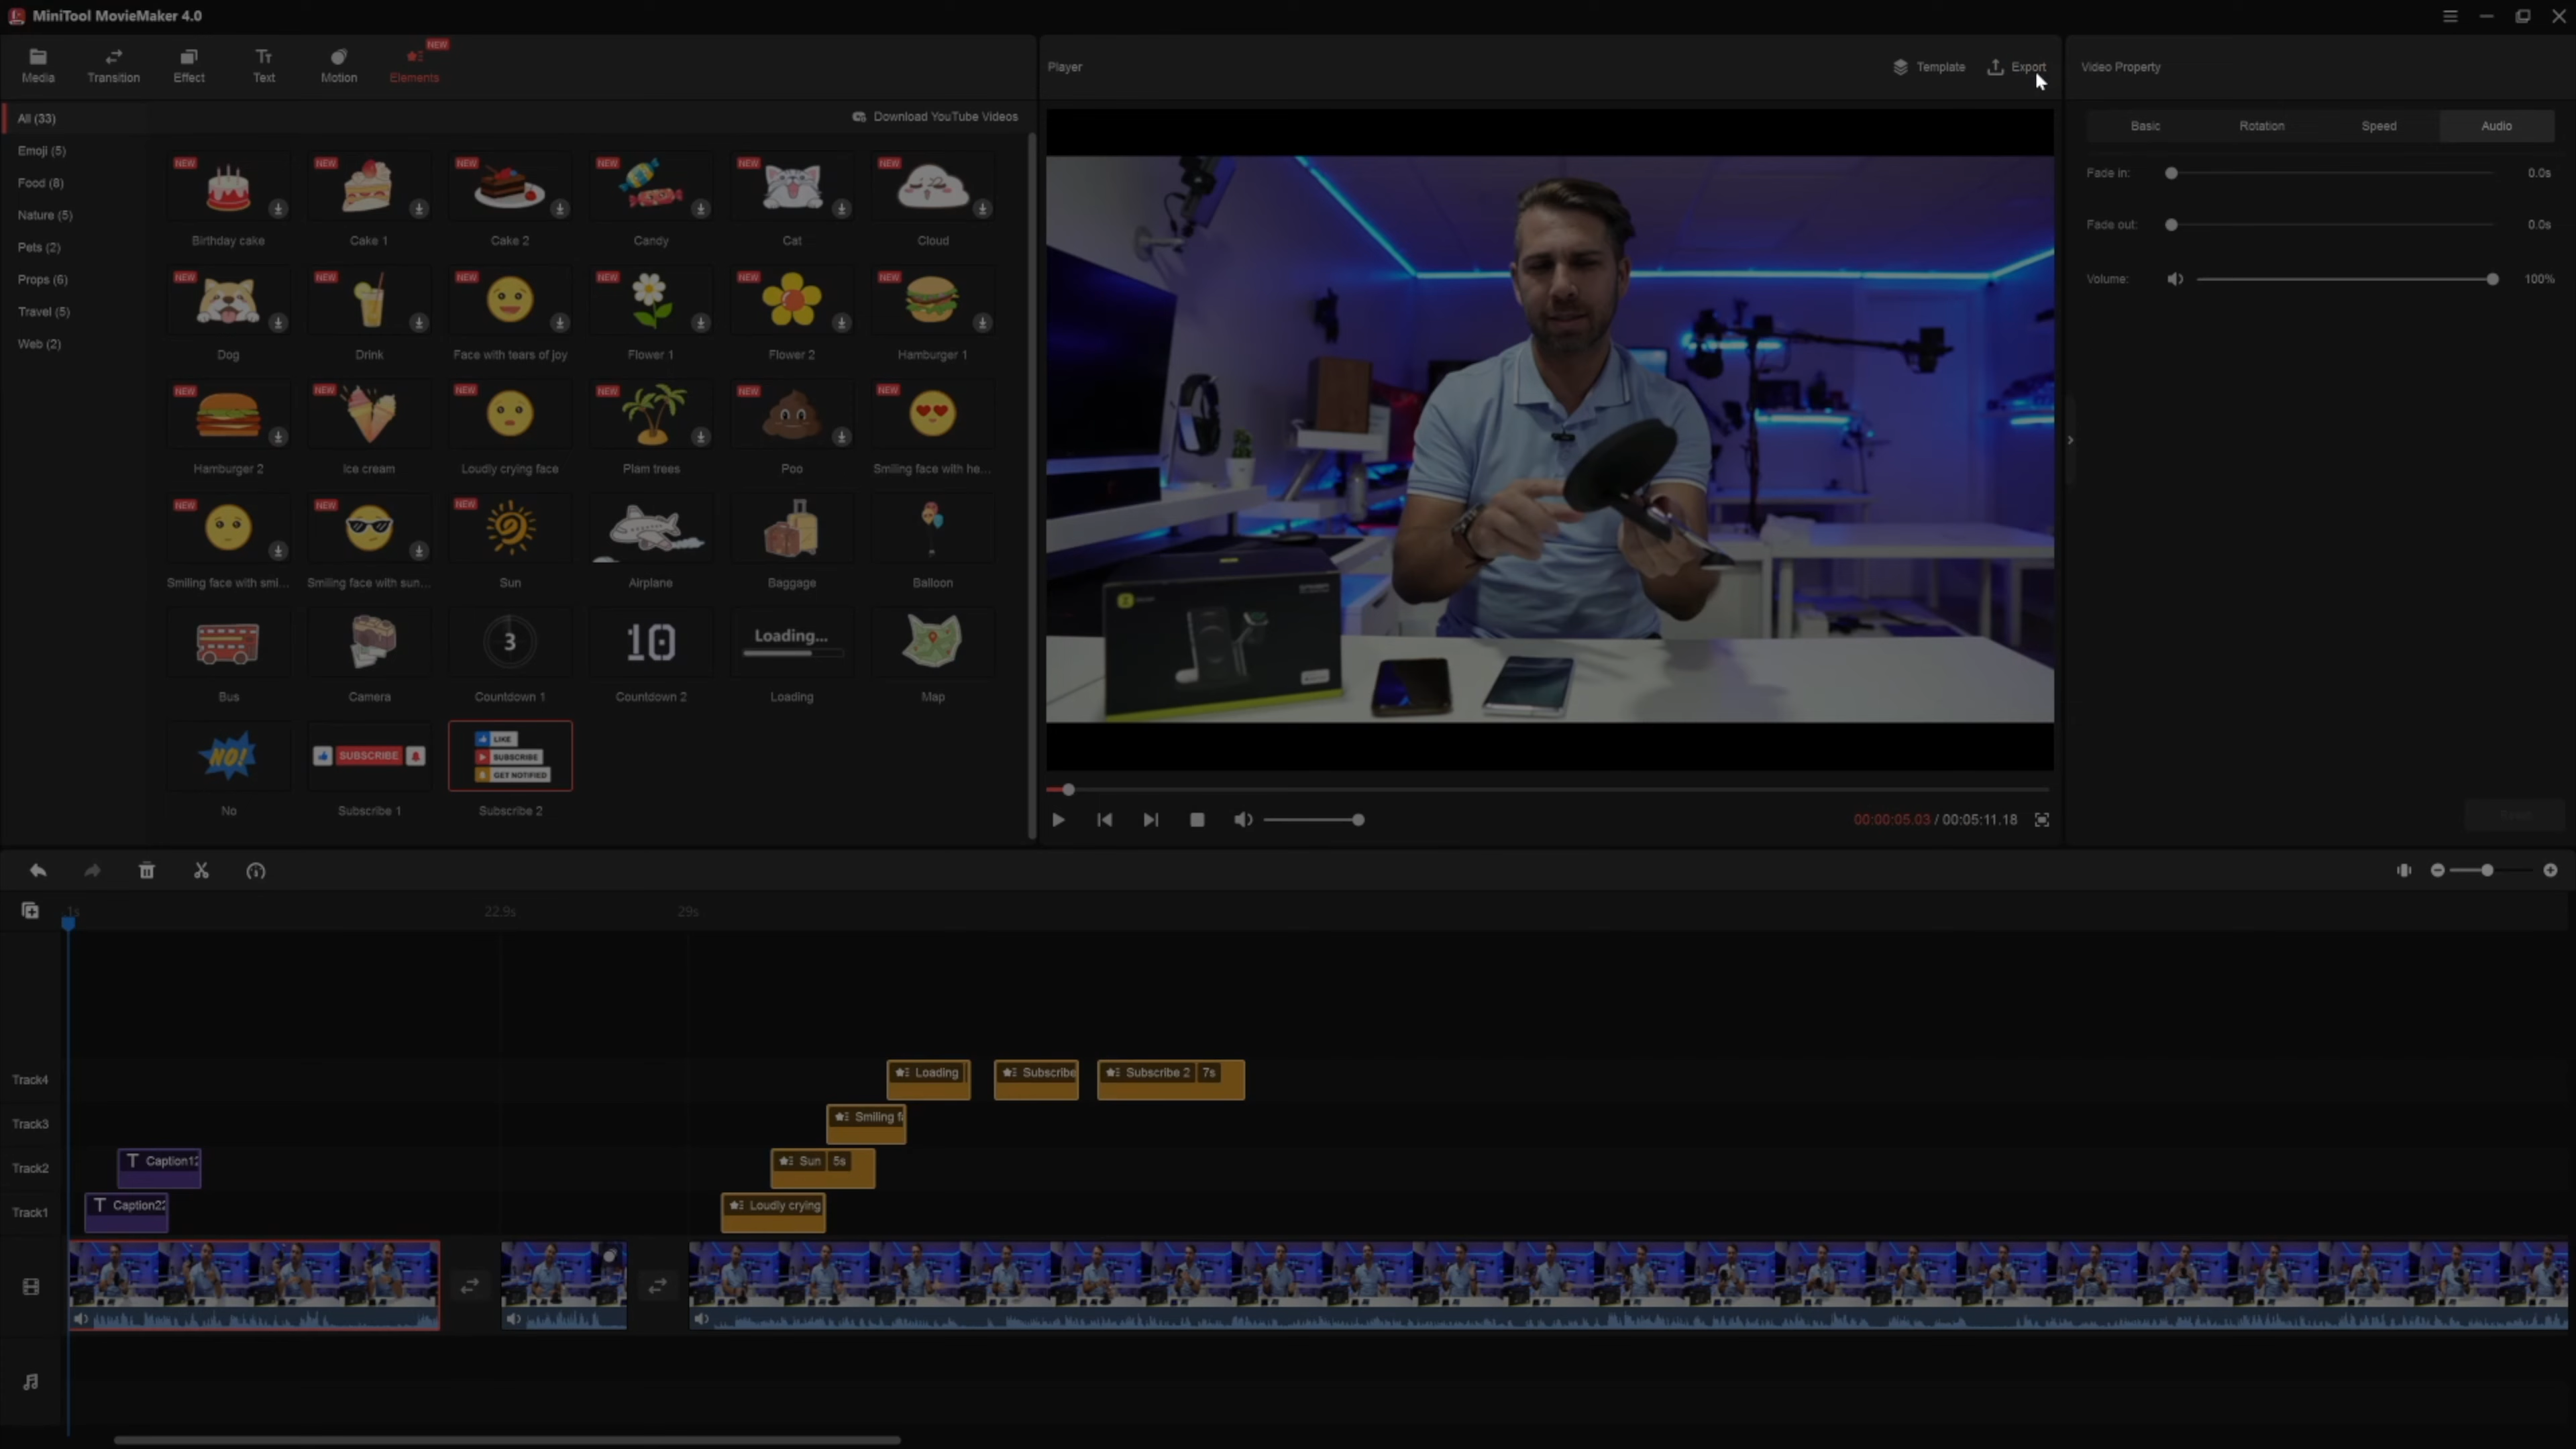 MiniTool MovieMaker 4.0
Media
Transition
Effect
Text
Motion
NEW
Elements
Player
Template
Export
Video Property
All (33)
Emoji (5)
Food (8)
Nature (5)
Pets (2)
Props (6)
Travel (5)
Web (2)
Download YouTube Videos
NEW NEW NEW NEW NEW NEW
Birthday cake Cake 1 Cake 2 Candy Cat Cloud
NEW NEW NEW NEW NEW NEW
Dog Drink Face with tears of joy Flower 1 Flower 2 Hamburger 1
NEW NEW NEW NEW NEW NEW
Hamburger 2 Ice cream Loudly crying face Plam trees Poo Smiling face with he...
NEW NEW NEW
Smiling face with smi... Smiling face with sun... Sun Airplane Baggage Balloon
3 10 Loading...
Bus Camera Countdown 1 Countdown 2 Loading Map
NO! SUBSCRIBE
LIKE
SUBSCRIBE
GET NOTIFIED
No Subscribe 1 Subscribe 2
00:00:05.03 / 00:05:11.18
Basic Rotation Speed Audio
Fade in: 0.0s
Fade out: 0.0s
Volume: 100%
1s 22.9s 29s
Track4
Loading
Subscribe
Subscribe 2 7s
Track3
Smiling f
Track2
Caption12
Sun 5s
Track1
Caption22
Loudly crying